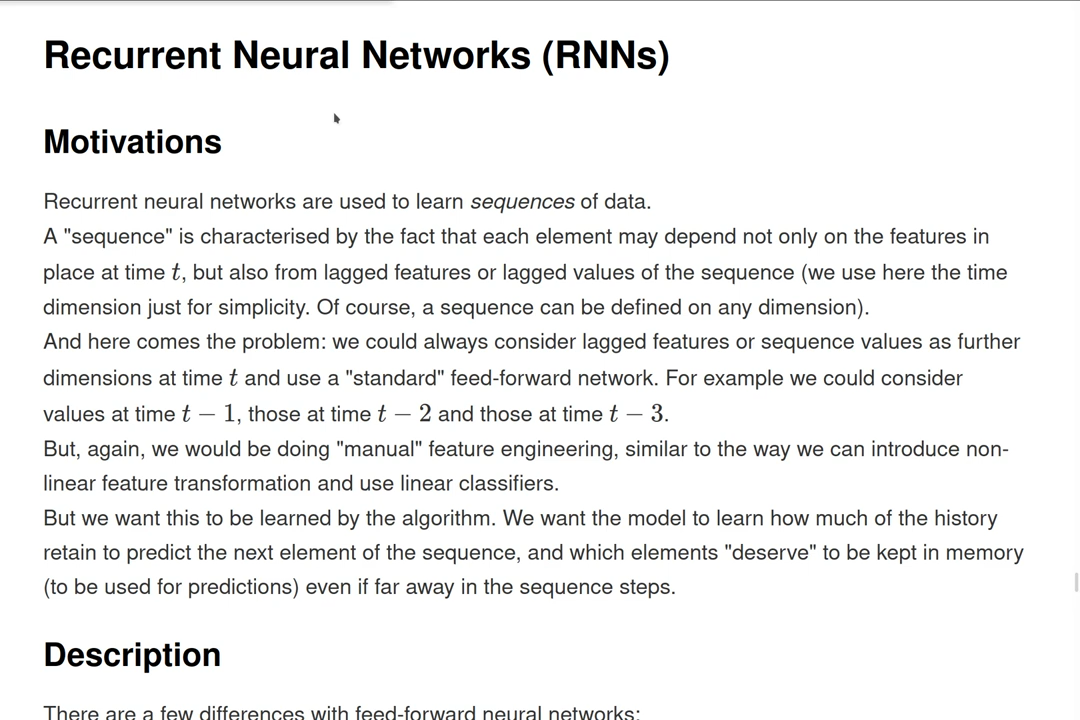 Recurrent Neural Networks (RNNs)
Motivations
Recurrent neural networks are used to learn sequences of data.
A "sequence" is characterised by the fact that each element may depend not only on the features in
place at time t, but also from lagged features or lagged values of the sequence (we use here the time
dimension just for simplicity. Of course, a sequence can be defined on any dimension).
And here comes the problem: we could always consider lagged features or sequence values as further
dimensions at time t and use a "standard" feed-forward network. For example we could consider
values at time t − 1, those at time t − 2 and those at time t − 3.
But, again, we would be doing "manual" feature engineering, similar to the way we can introduce non-
linear feature transformation and use linear classifiers.
But we want this to be learned by the algorithm. We want the model to learn how much of the history
retain to predict the next element of the sequence, and which elements "deserve" to be kept in memory
(to be used for predictions) even if far away in the sequence steps.
Description
There are a few differences with feed-forward neural networks: